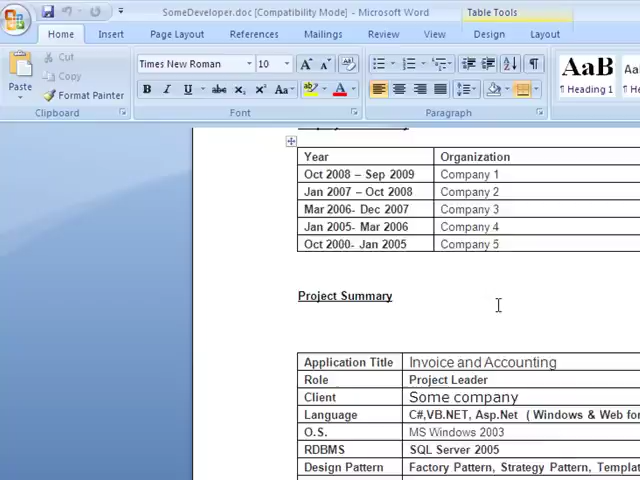 SomeDeveloper.doc [Compatibility Mode] - Microsoft Word
Table Tools
Home Insert Page Layout References Mailings Review View Design Layout
Paste
Cut
Copy
Format Painter
Clipboard
Times New Roman 10
B I U abc x₂ x² Aa
Font
Paragraph
AaB
¶ Heading 1
Year Organization
Oct 2008 – Sep 2009 Company 1
Jan 2007 – Oct 2008 Company 2
Mar 2006- Dec 2007 Company 3
Jan 2005- Mar 2006 Company 4
Oct 2000- Jan 2005 Company 5
Project Summary
Application Title Invoice and Accounting
Role Project Leader
Client Some company
Language C#,VB.NET, Asp.Net ( Windows & Web for
O.S. MS Windows 2003
RDBMS SQL Server 2005
Design Pattern Factory Pattern, Strategy Pattern, Templat